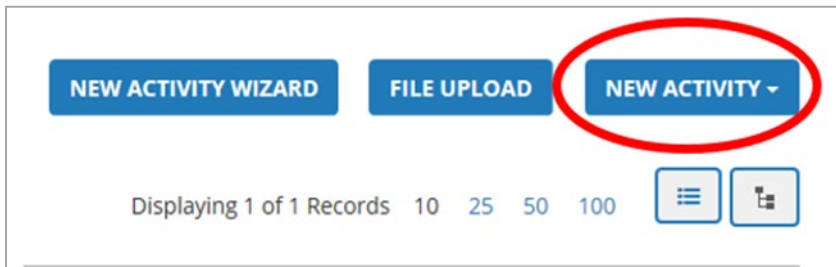 NEW ACTIVITY WIZARD FILE UPLOAD NEW ACTIVITY
Displaying 1 of 1 Records 10 25 50 100